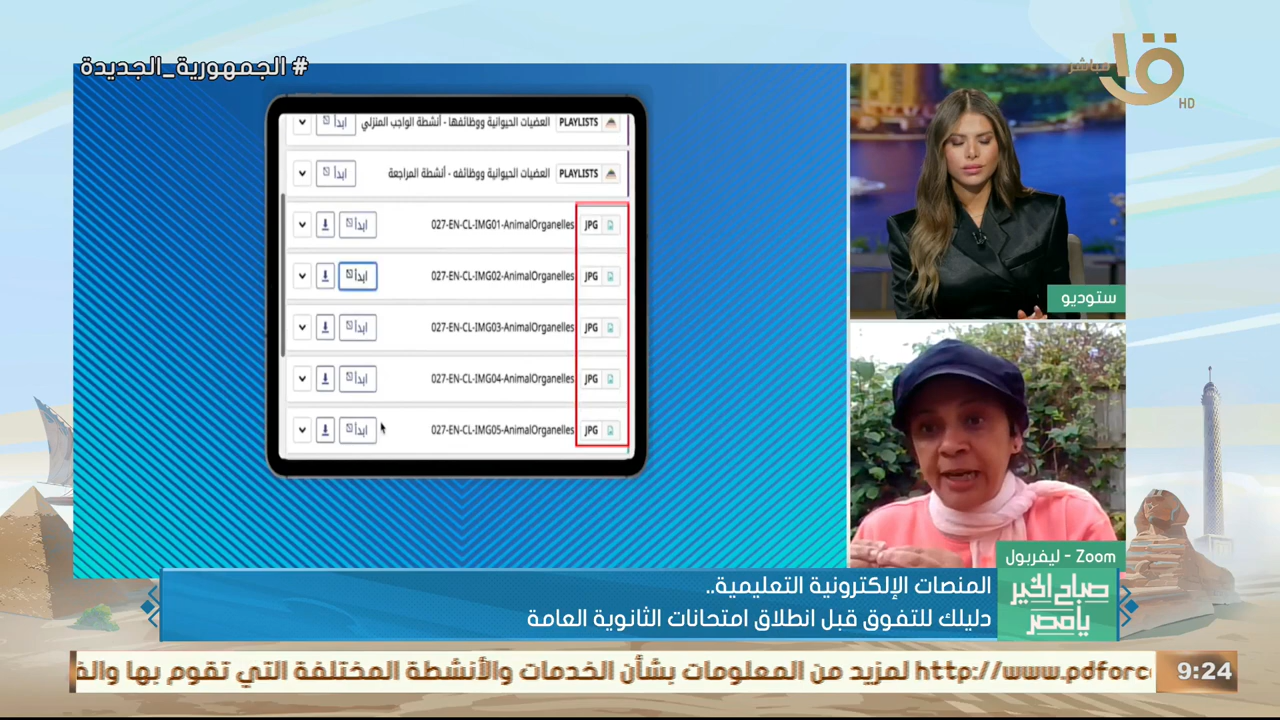 # الجمهورية_الجديدة
مباشر
HD
العضيات الحيوانية ووظائفها - أنشطة الواجب المنزلي PLAYLISTS
ابدأ
العضيات الحيوانية ووظائفه - أنشطة المراجعة PLAYLISTS
ابدأ
027-EN-CL-IMG01-AnimalOrganelles JPG
ابدأ
027-EN-CL-IMG02-AnimalOrganelles JPG
ابدأ
027-EN-CL-IMG03-AnimalOrganelles JPG
ابدأ
027-EN-CL-IMG04-AnimalOrganelles JPG
ابدأ
027-EN-CL-IMG05-AnimalOrganelles JPG
ابدأ
ستوديو
Zoom - ليفربول
صباح الخير
يا مصر
المنصات الإلكترونية التعليمية..
دليلك للتفوق قبل انطلاق امتحانات الثانوية العامة
http://www.pdforc لمزيد من المعلومات بشأن الخدمات والأنشطة المختلفة التي تقوم بها
9:24